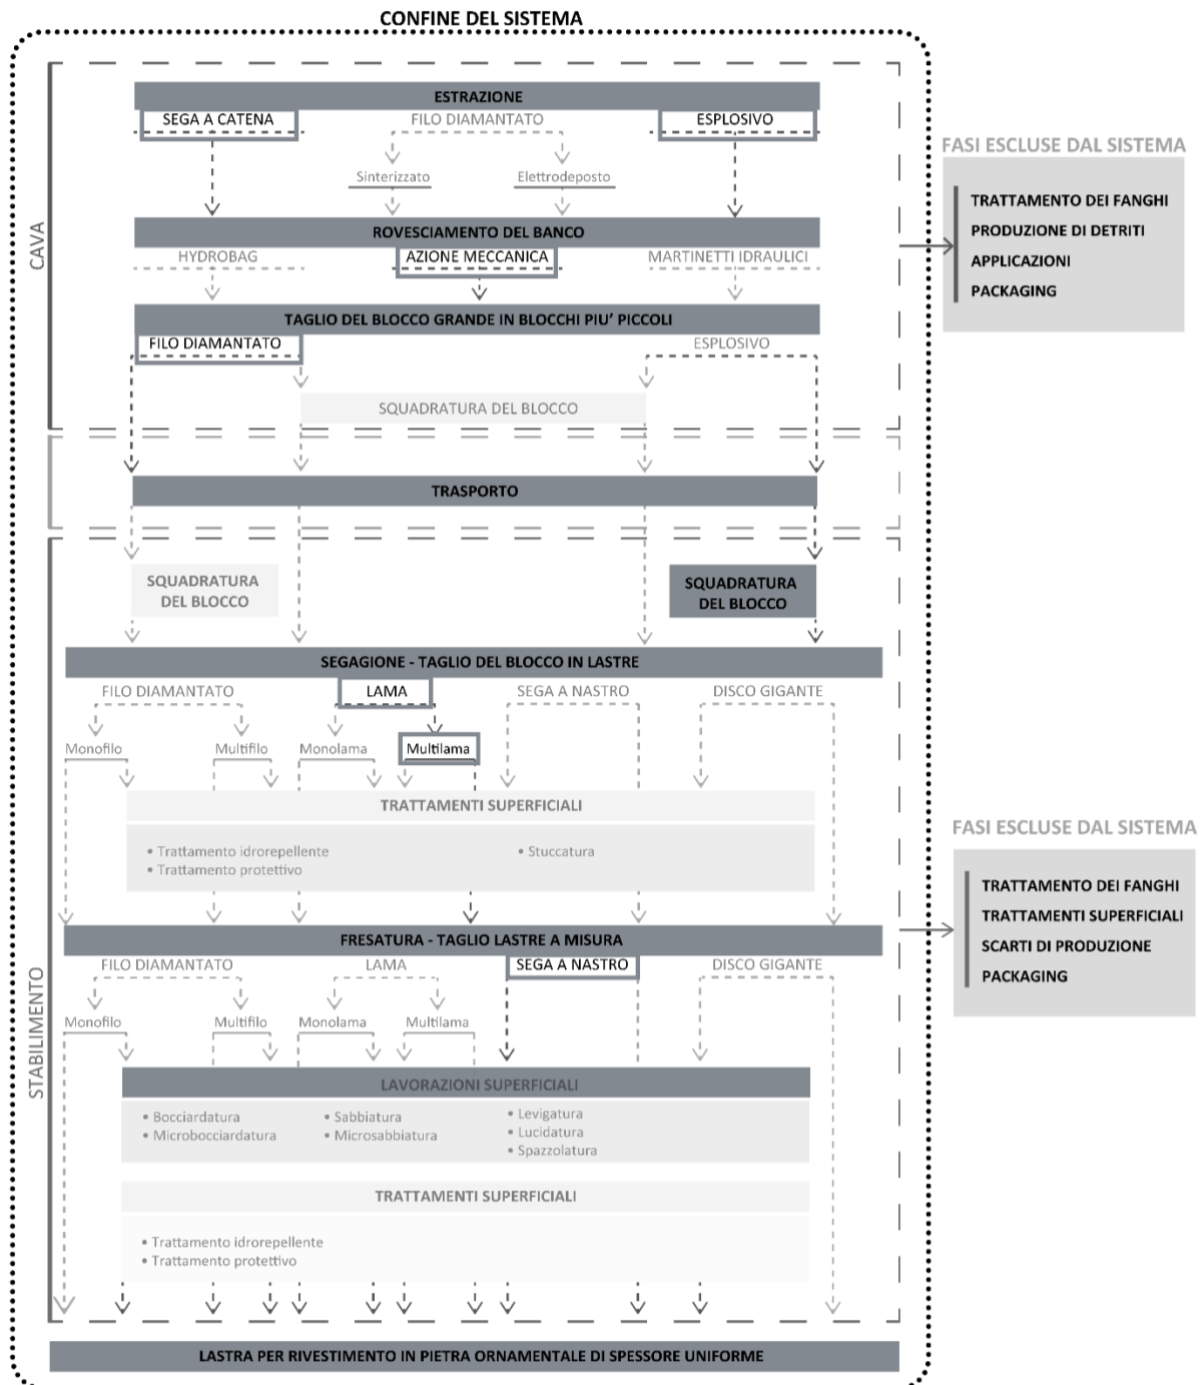 CONFINE DEL SISTEMA
CAVA
ESTRAZIONE
SEGA A CATENA
FILO DIAMANTATO
ESPLOSIVO
Sinterizzato
Elettrodeposto
ROVESCIAMENTO DEL BANCO
HYDROBAG
AZIONE MECCANICA
MARTINETTI IDRAULICI
TAGLIO DEL BLOCCO GRANDE IN BLOCCHI PIU' PICCOLI
FILO DIAMANTATO
ESPLOSIVO
SQUADRATURA DEL BLOCCO
FASI ESCLUSE DAL SISTEMA
TRATTAMENTO DEI FANGHI
PRODUZIONE DI DETRITI
APPLICAZIONI
PACKAGING
TRASPORTO
STABILIMENTO
SQUADRATURA
DEL BLOCCO
SQUADRATURA
DEL BLOCCO
SEGAGIONE - TAGLIO DEL BLOCCO IN LASTRE
FILO DIAMANTATO
LAMA
SEGA A NASTRO
DISCO GIGANTE
Monofilo
Multifilo
Monolama
Multilama
TRATTAMENTI SUPERFICIALI
• Trattamento idrorepellente
• Trattamento protettivo
• Stuccatura
FRESATURA - TAGLIO LASTRE A MISURA
FILO DIAMANTATO
LAMA
SEGA A NASTRO
DISCO GIGANTE
Monofilo
Multifilo
Monolama
Multilama
FASI ESCLUSE DAL SISTEMA
TRATTAMENTO DEI FANGHI
TRATTAMENTI SUPERFICIALI
SCARTI DI PRODUZIONE
PACKAGING
LAVORAZIONI SUPERFICIALI
• Bocciardatura
• Microbocciardatura
• Sabbiatura
• Microsabbiatura
• Levigatura
• Lucidatura
• Spazzolatura
TRATTAMENTI SUPERFICIALI
• Trattamento idrorepellente
• Trattamento protettivo
LASTRA PER RIVESTIMENTO IN PIETRA ORNAMENTALE DI SPESSORE UNIFORME